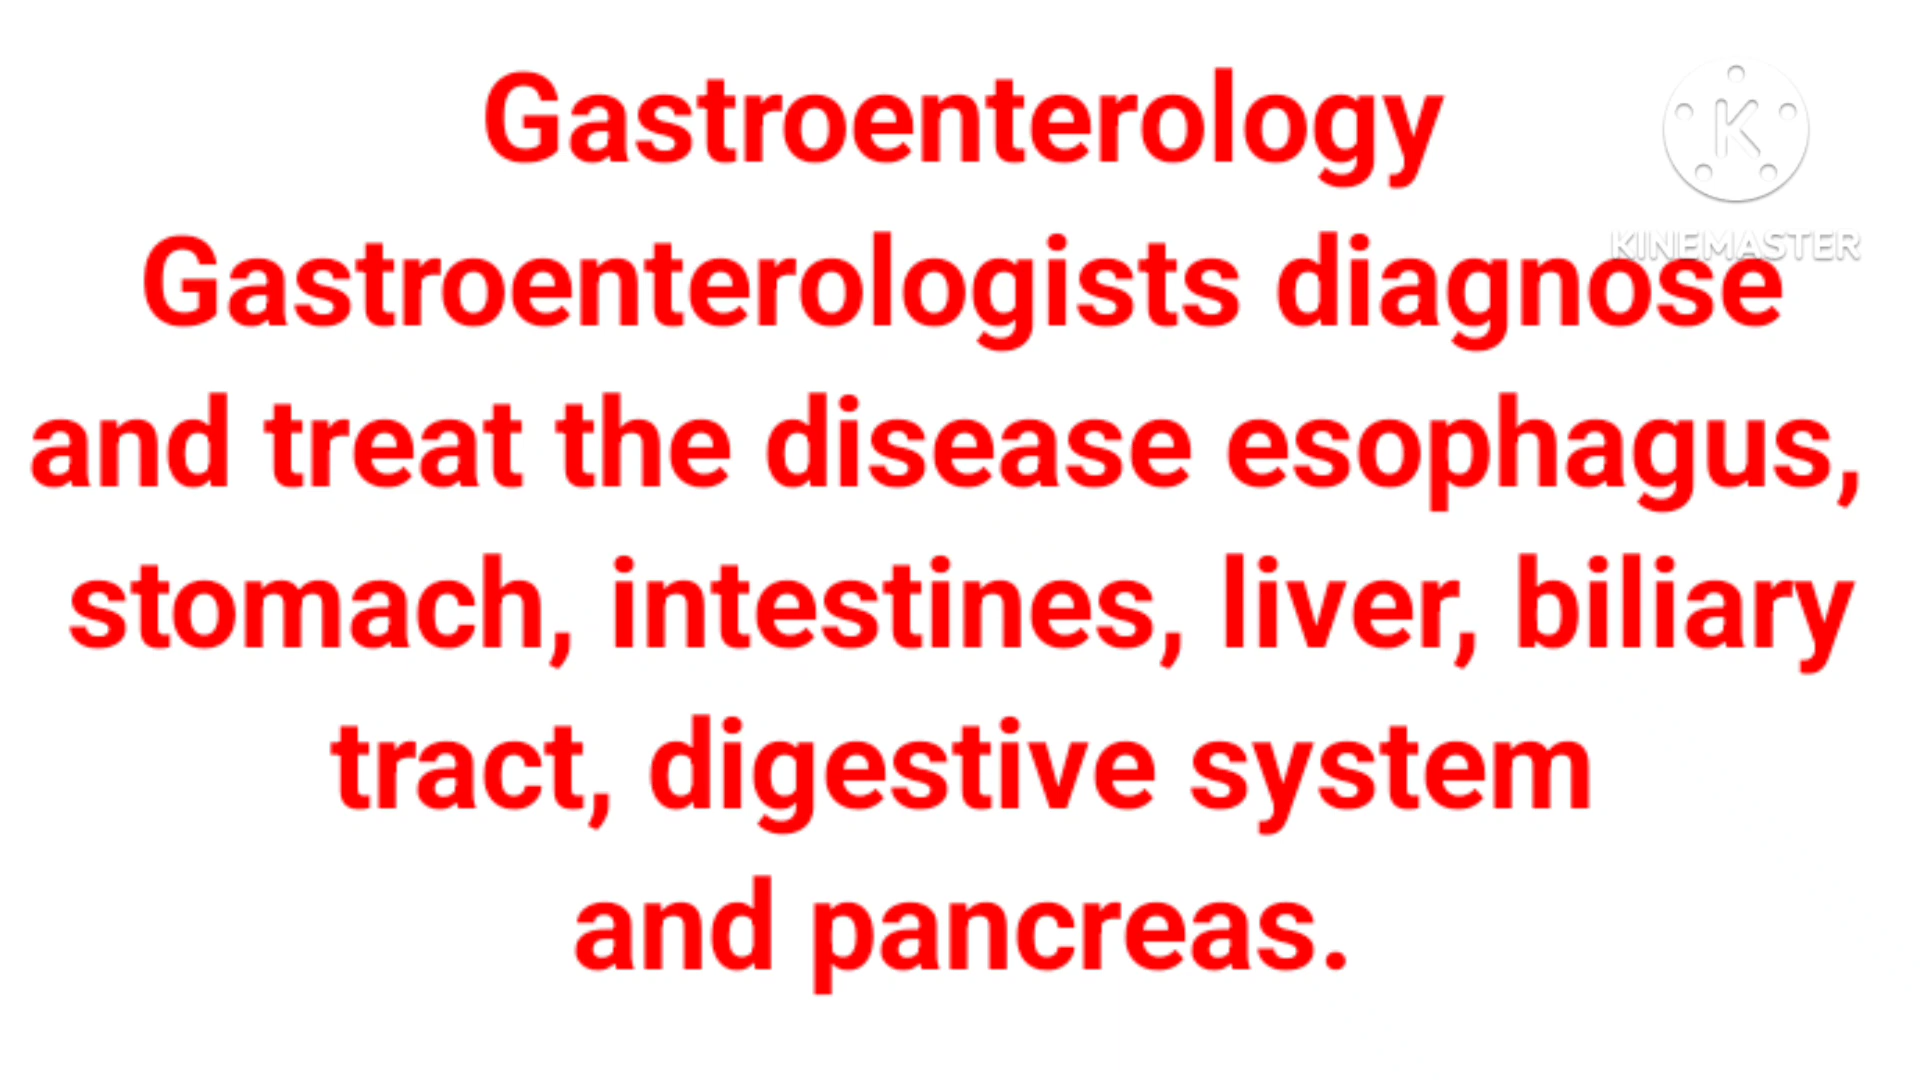 Gastroenterology
Gastroenterologists diagnose
and treat the disease esophagus,
stomach, intestines, liver, biliary
tract, digestive system
and pancreas.
K
KINEMASTER